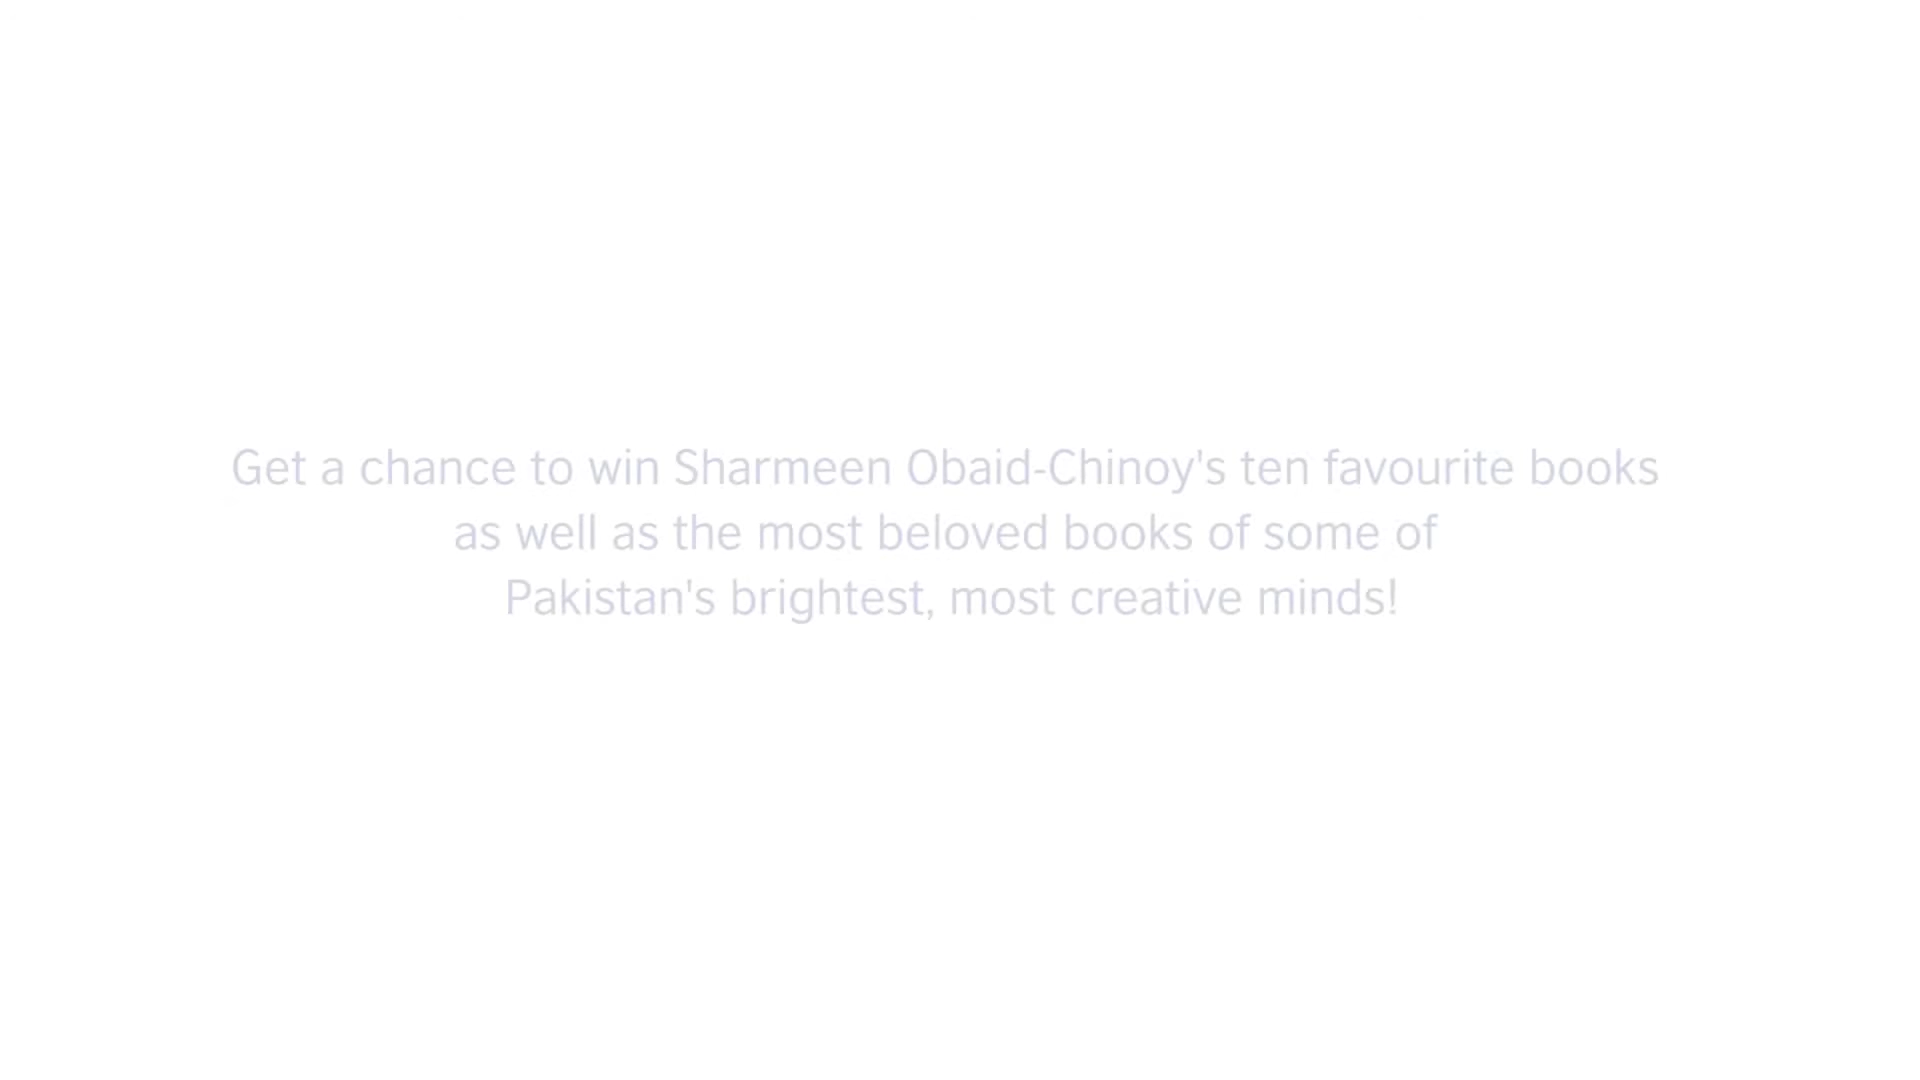 Get a chance to win Sharmeen Obaid-Chinoy's ten favourite books
as well as the most beloved books of some of
Pakistan's brightest, most creative minds!